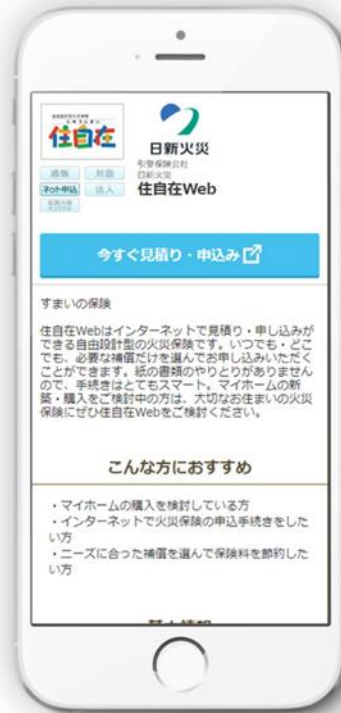 住自在
日新火災
引受保険会社
日新火災
住自在Web
通販
対面
ネット申込
法人
今すぐ見積り・申込み
すまいの保険
住自在Webはインターネットで見積り・申し込みが
できる自由設計型の火災保険です。いつでも・どこ
でも、必要な補償だけを選んでお申し込みいただく
ことができます。紙の書類のやりとりがありません
ので、手続きはとてもスマート。マイホームの新
築・購入をご検討中の方は、大切なお住まいの火災
保険にぜひ住自在Webをご検討ください。
こんな方におすすめ
・マイホームの購入を検討している方
・インターネットで火災保険の申込手続きをした
い方
・ニーズに合った補償を選んで保険料を節約した
い方